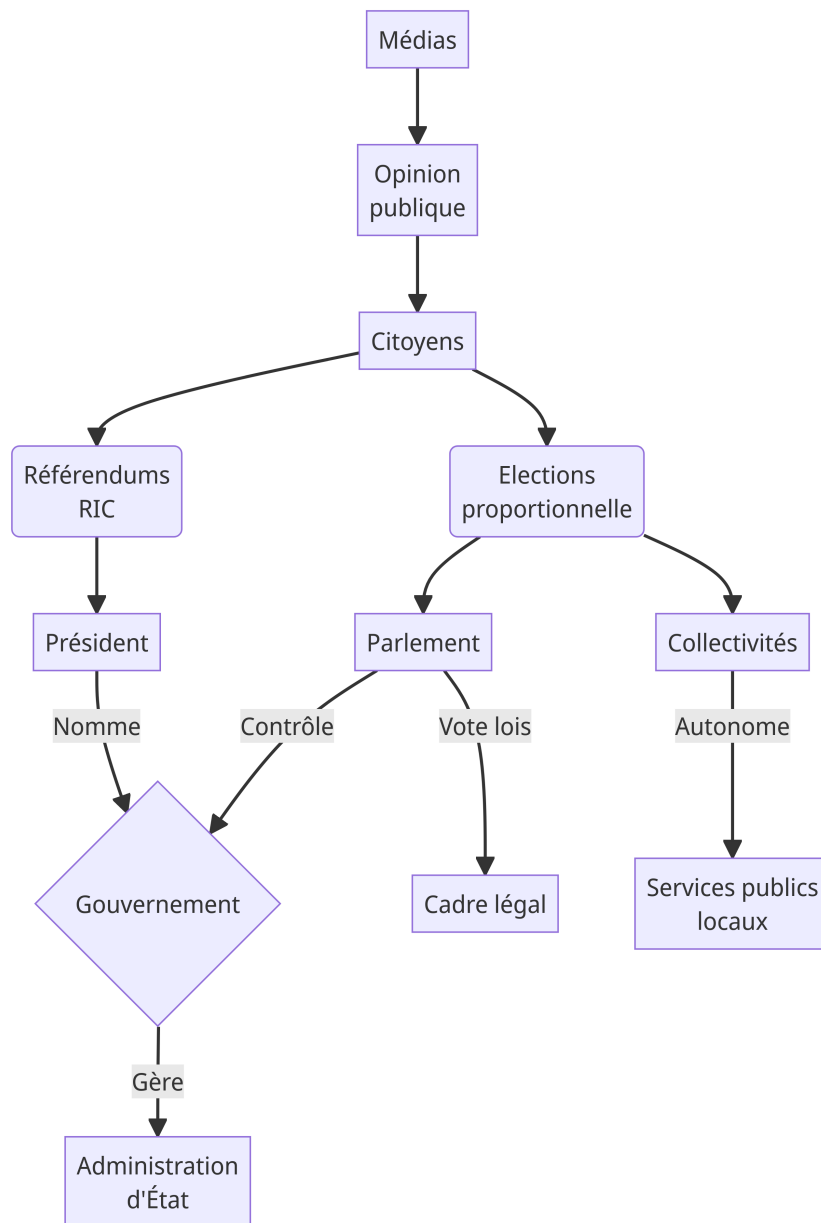 Médias
Opinion
publique
Citoyens
Référendums
RIC
Elections
proportionnelle
Président
Parlement
Collectivités
Nomme
Contrôle
Vote lois
Autonome
Gouvernement
Cadre légal
Services publics
locaux
Gère
Administration
d'État